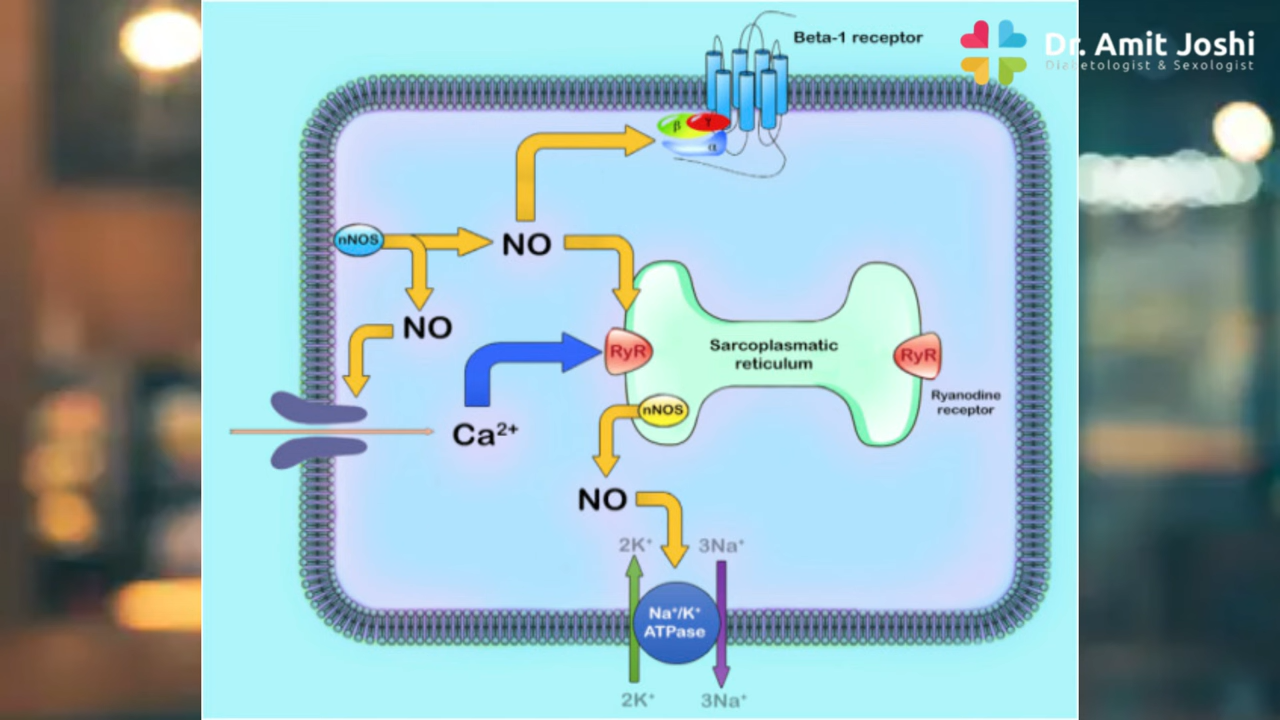 Beta-1 receptor
Dr. Amit Joshi
Diabetologist & Sexologist
β
γ
α
nNOS
NO
NO
RyR
Sarcoplasmatic
reticulum
RyR
Ryanodine
receptor
nNOS
Ca²⁺
NO
2K⁺
3Na⁺
Na⁺/K⁺
ATPase
2K⁺
3Na⁺